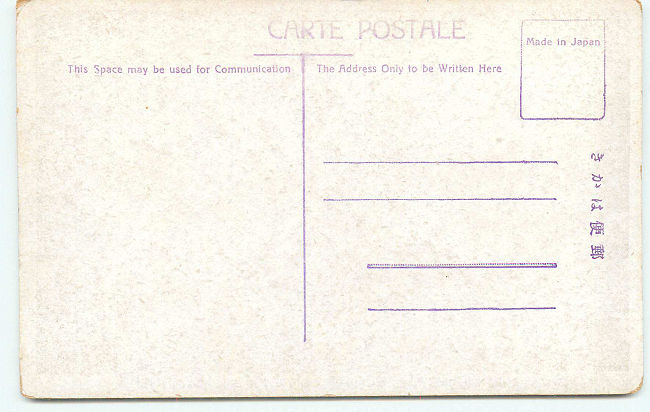 CARTE POSTALE
Made in Japan
This Space may be used for Communication
The Address Only to be Written Here
郵便はかき